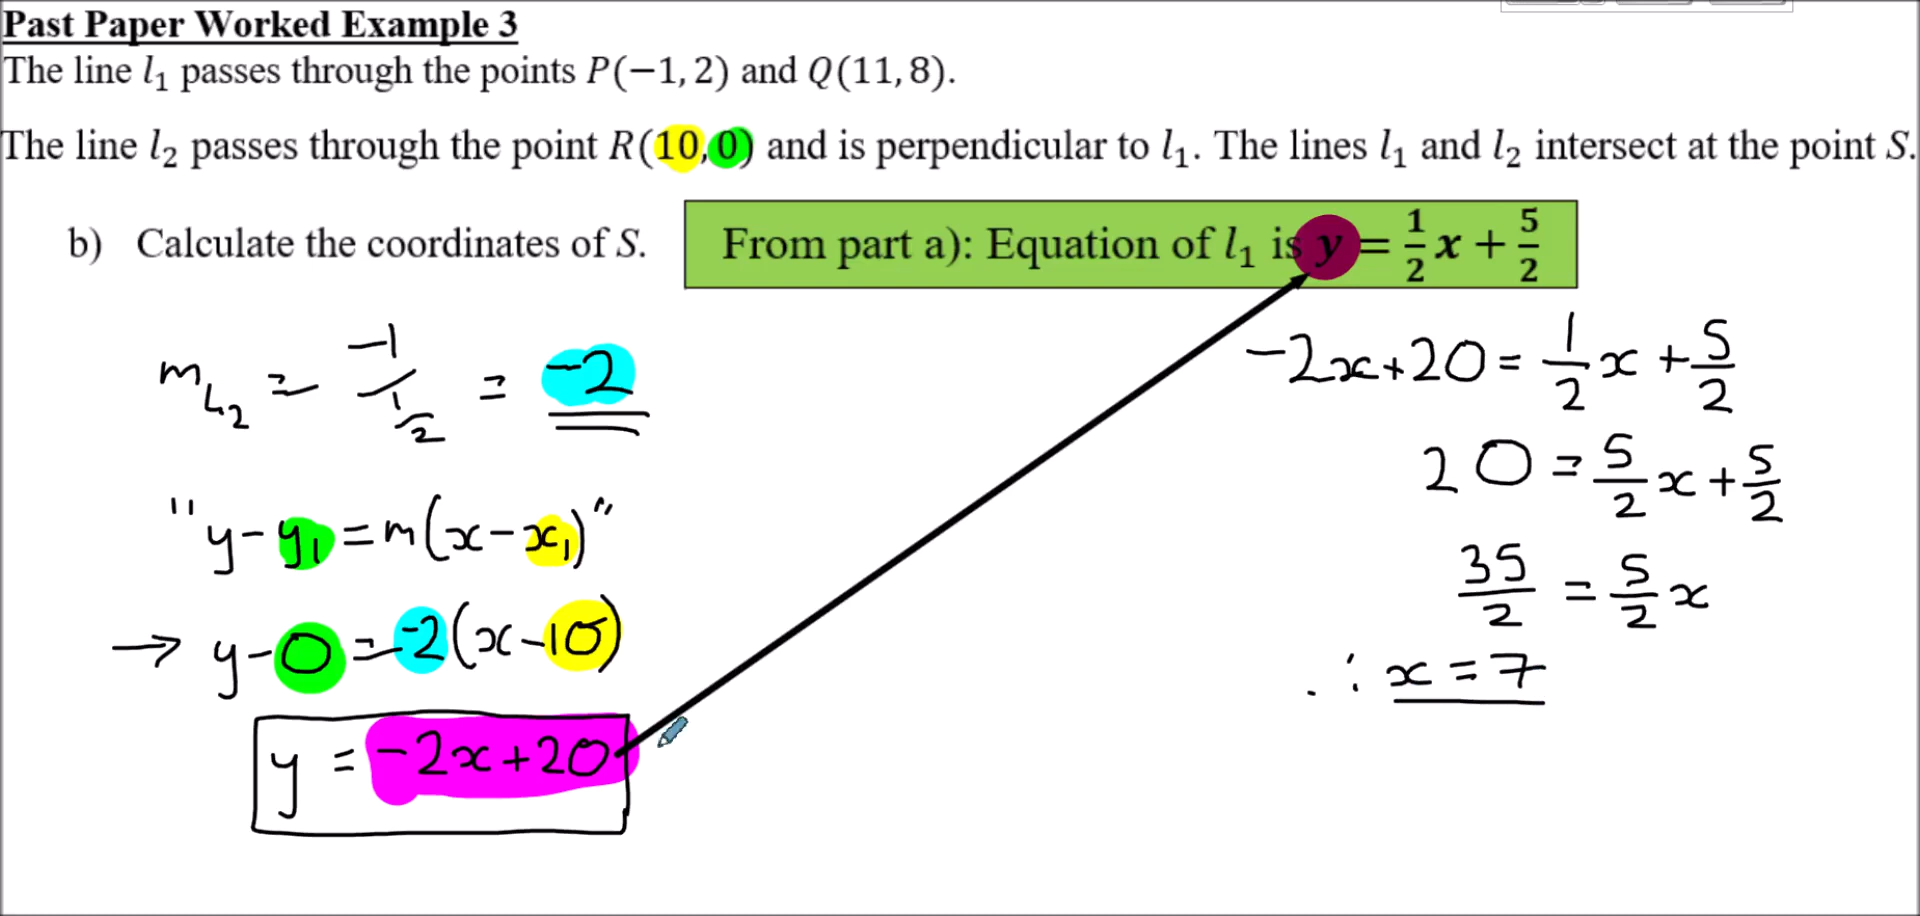 Past Paper Worked Example 3
The line l₁ passes through the points P(−1, 2) and Q(11, 8).
The line l₂ passes through the point R(10, 0) and is perpendicular to l₁. The lines l₁ and l₂ intersect at the point S.
b) Calculate the coordinates of S.
From part a): Equation of l₁ is y = 1/2 x + 5/2
m_L₂ = -1/(1/2) = -2
"y-y₁=m(x-x₁)"
→ y-0=-2(x-10)
y = -2x+20
-2x+20 = 1/2 x + 5/2
20 = 5/2 x + 5/2
35/2 = 5/2 x
∴ x = 7